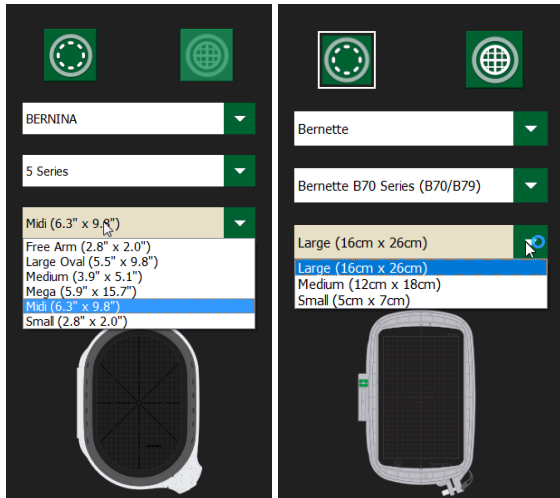 BERNINA
5 Series
Midi (6.3" x 9.8")
Free Arm (2.8" x 2.0")
Large Oval (5.5" x 9.8")
Medium (3.9" x 5.1")
Mega (5.9" x 15.7")
Midi (6.3" x 9.8")
Small (2.8" x 2.0")
Bernette
Bernette B70 Series (B70/B79)
Large (16cm x 26cm)
Large (16cm x 26cm)
Medium (12cm x 18cm)
Small (5cm x 7cm)